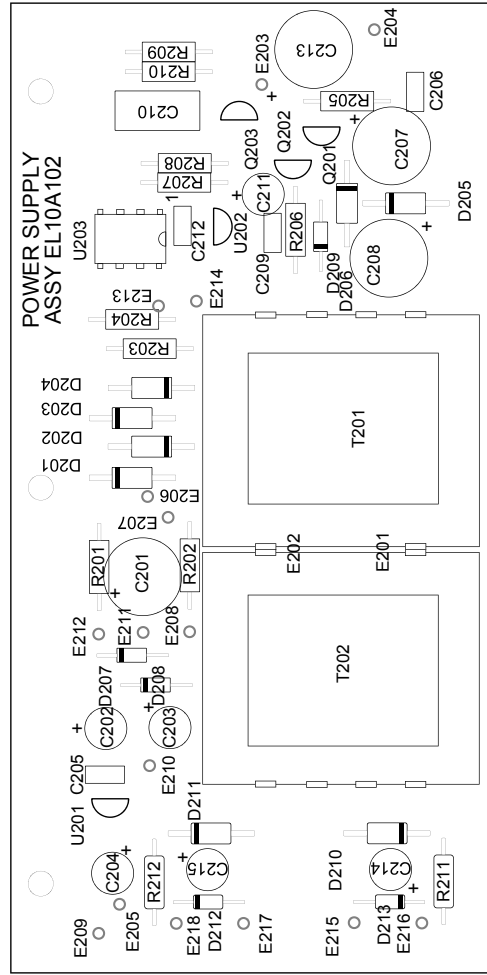 POWER SUPPLY
ASSY EL10A102
R209
R210
C210
E203
C213
E204
R205
C206
Q203
Q202
Q201
C207
R208
R207
U203
1
C212
U202
C211
C209
R206
D209
D206
D205
C208
E214
E213
R204
R203
D204
D203
D202
D201
T201
E206
E207
R201
C201
R202
E202
E201
E212
E211
E208
D207
D208
T202
C202
C203
C205
E210
U201
D211
D210
C204
R212
C215
C214
R211
E209
E205
E218
D212
E217
E215
D213
E216
+
+
+
+
+
+
+
+
+
+